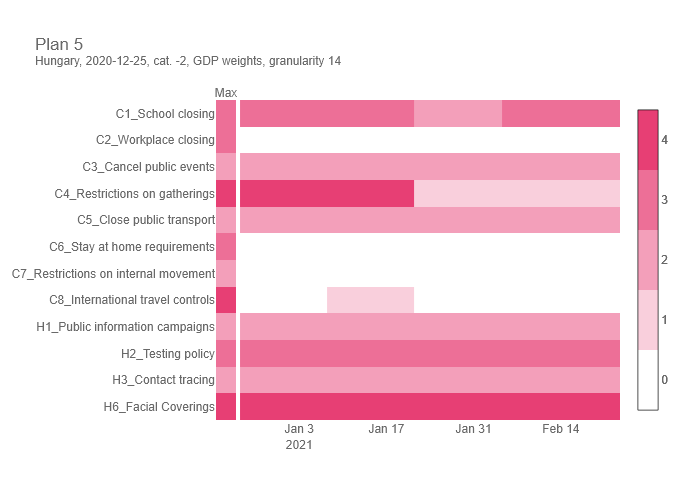 Plan 5
Hungary, 2020-12-25, cat. -2, GDP weights, granularity 14
Max
C1_School closing
C2_Workplace closing
C3_Cancel public events
C4_Restrictions on gatherings
C5_Close public transport
C6_Stay at home requirements
C7_Restrictions on internal movement
C8_International travel controls
H1_Public information campaigns
H2_Testing policy
H3_Contact tracing
H6_Facial Coverings
Jan 3 Jan 17 Jan 31 Feb 14
2021
4
3
2
1
0